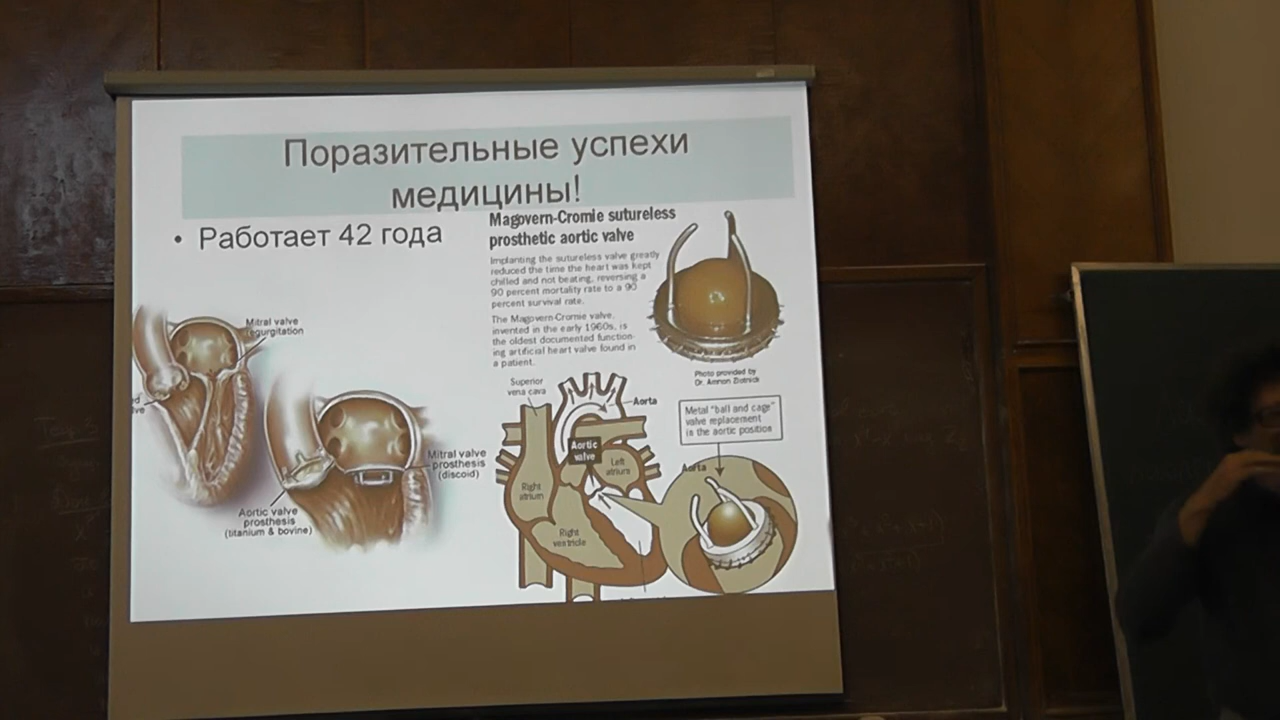 Поразительные успехи
медицины!
• Работает 42 года
Magovern-Cromie sutureless
prosthetic aortic valve
Implanting the sutureless valve greatly
reduced the time the heart was kept
chilled and not beating, reversing a
90 percent mortality rate to a 90
percent survival rate.
The Magovern-Cromie valve,
invented in the early 1960s, is
the oldest documented function-
ing artificial heart valve found in
a patient.
Photo provided by
Dr. Amnon
Mitral valve
regurgitation
Mitral valve
prosthesis
(discoid)
Aortic valve
prosthesis
(titanium & bovine)
Superior
vena cava
Aorta
Aortic
valve
Left
atrium
Right
atrium
Right
ventricle
Metal "ball and cage"
valve replacement
is the aortic position
Aorta